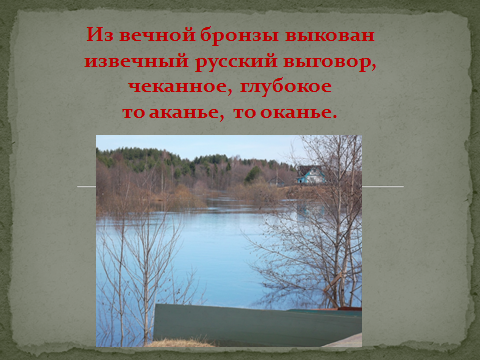 Из вечной бронзы выкован
извечный русский выговор,
чеканное, глубокое
то аканье, то оканье.